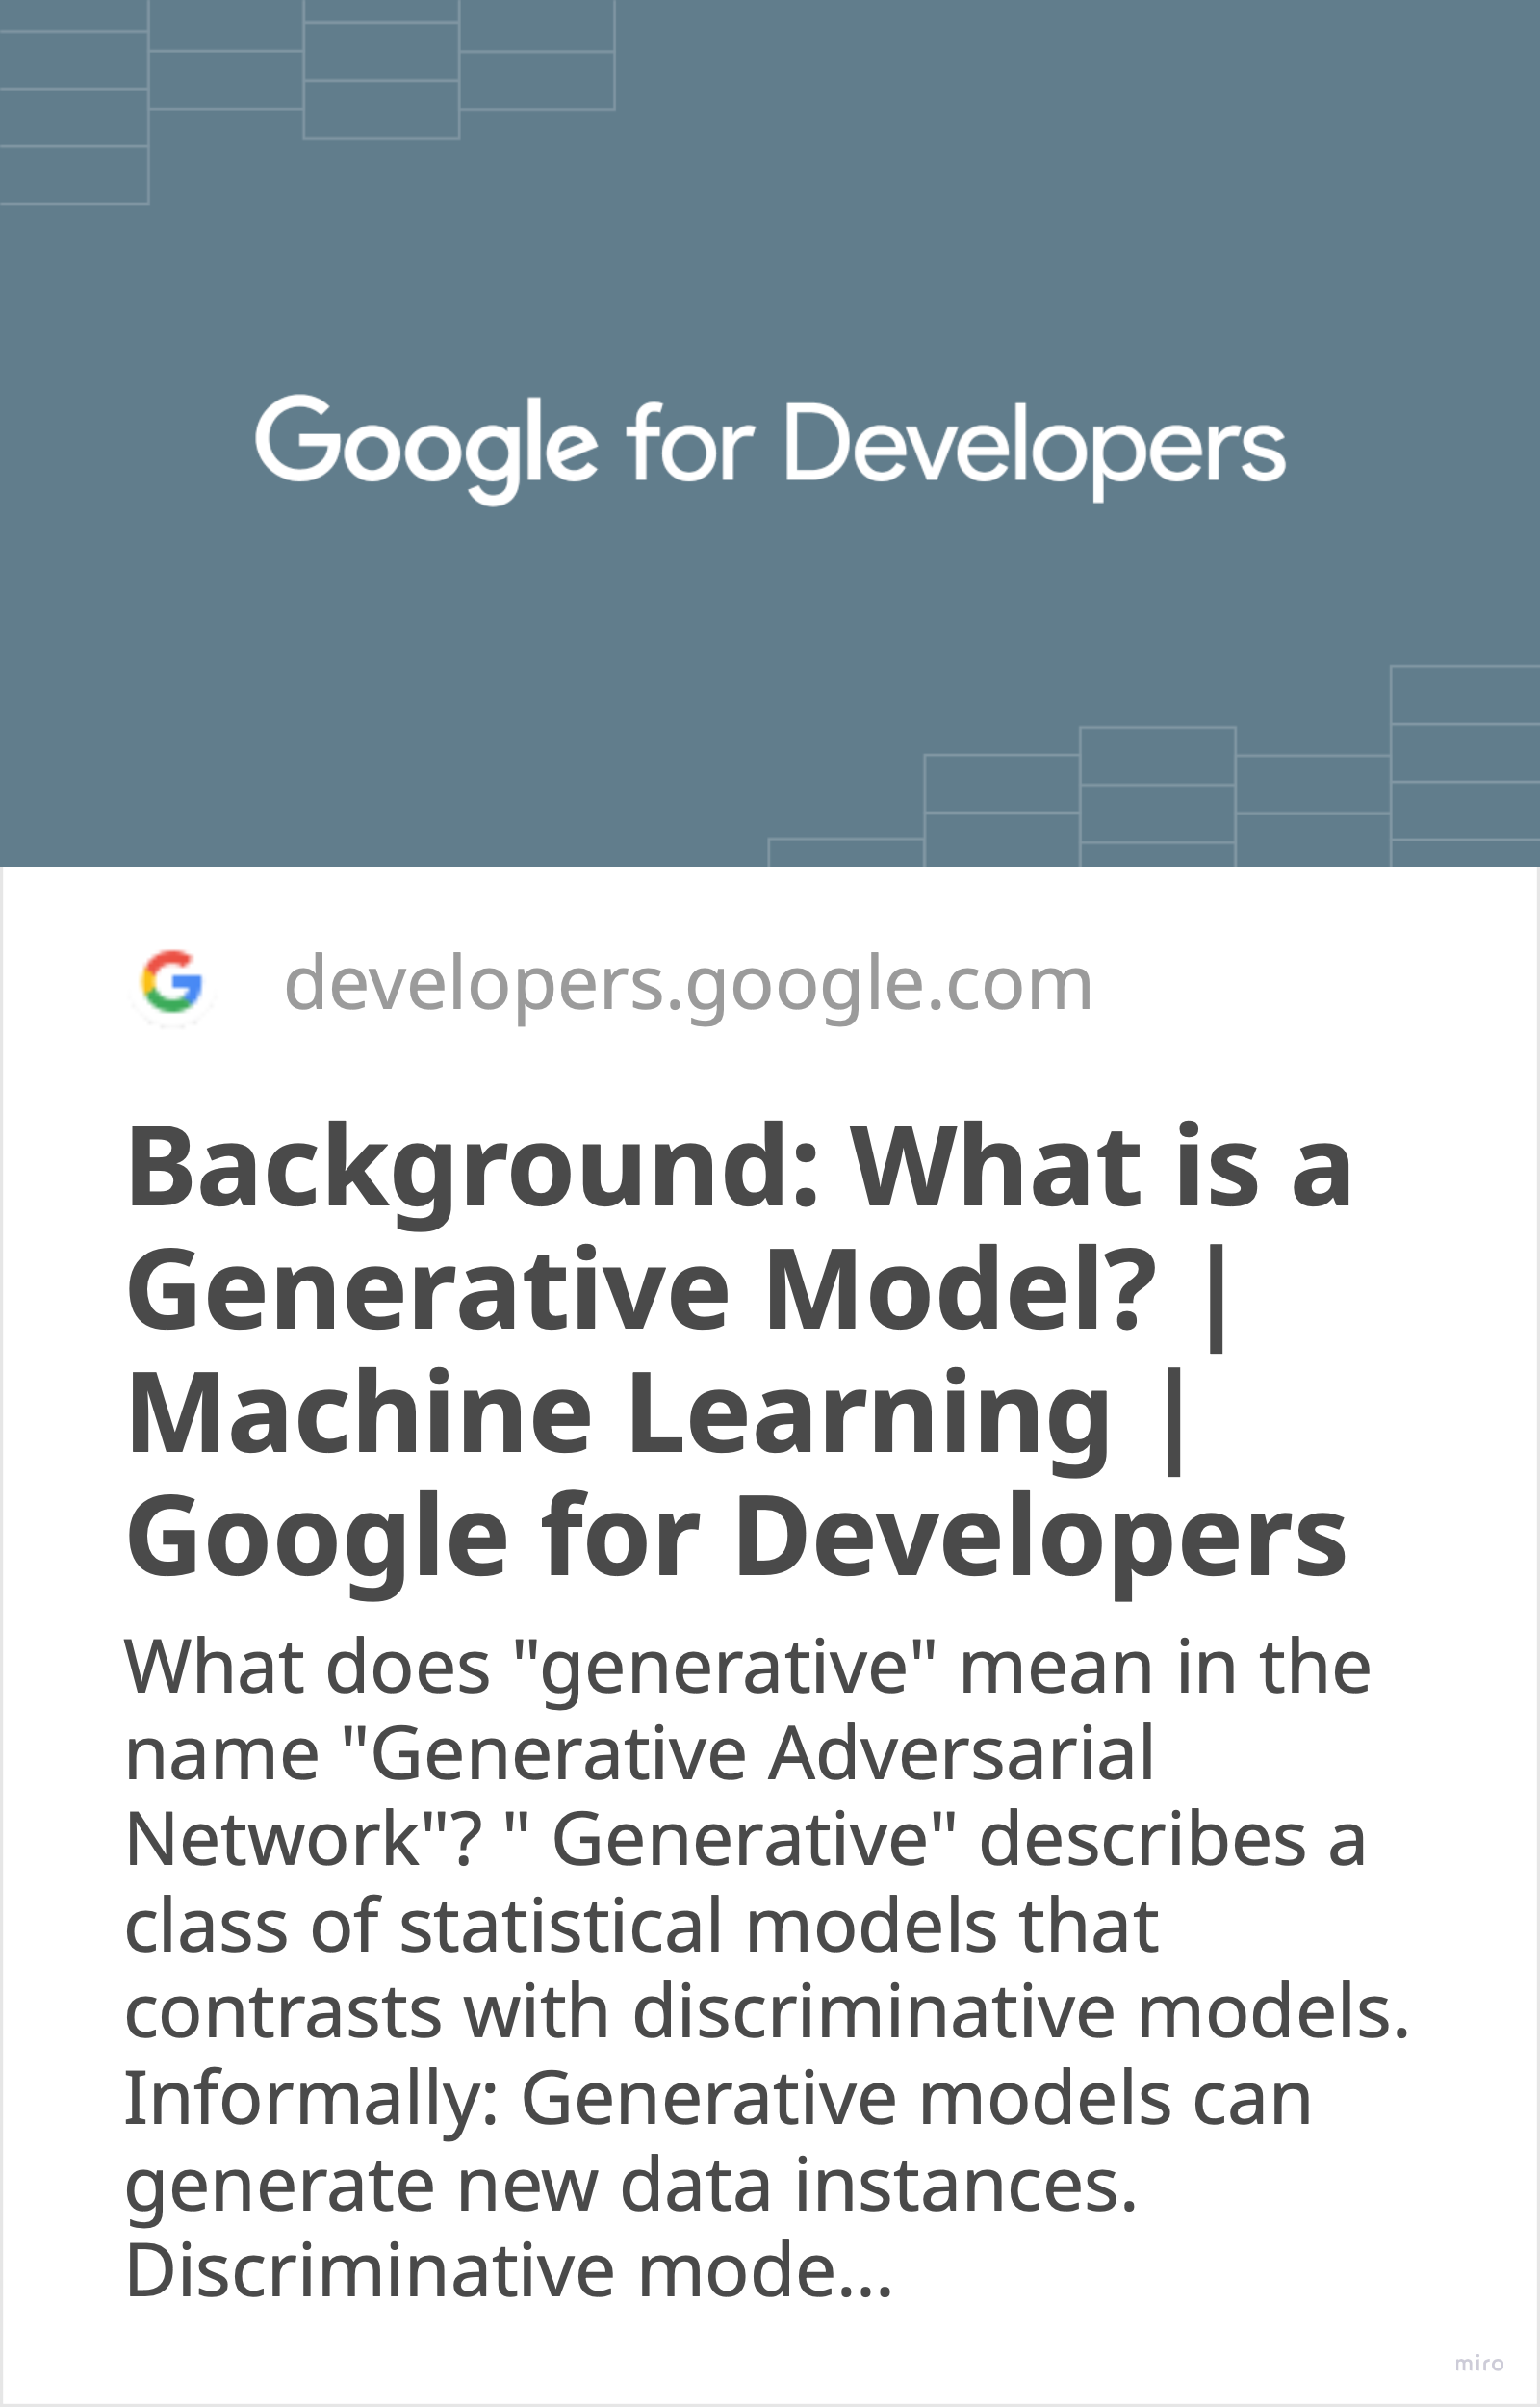 Google for Developers
developers.google.com
Background: What is a
Generative Model? |
Machine Learning |
Google for Developers
What does "generative" mean in the
name "Generative Adversarial
Network"? " Generative" describes a
class of statistical models that
contrasts with discriminative models.
Informally: Generative models can
generate new data instances.
Discriminative mode...
miro